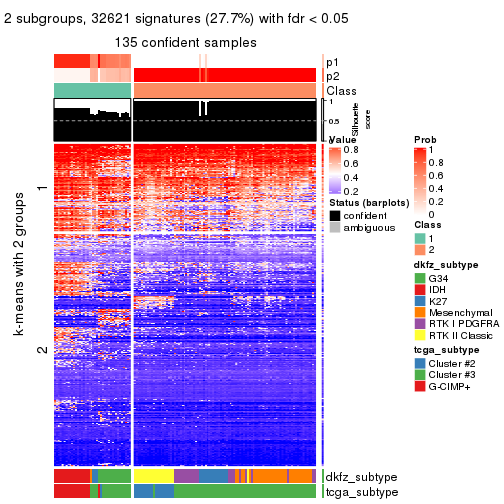 2 subgroups, 32621 signatures (27.7%) with fdr < 0.05
135 confident samples
p1
p2
Class
1
0.5
0
Silhouette
score
k-means with 2 groups
1
2
dkfz_subtype
tcga_subtype
Value
0.8
0.6
0.4
0.2
Status (barplots)
confident
ambiguous
Prob
1
0.8
0.6
0.4
0.2
0
Class
1
2
dkfz_subtype
G34
IDH
K27
Mesenchymal
RTK I PDGFRA
RTK II Classic
tcga_subtype
Cluster #2
Cluster #3
G-CIMP+